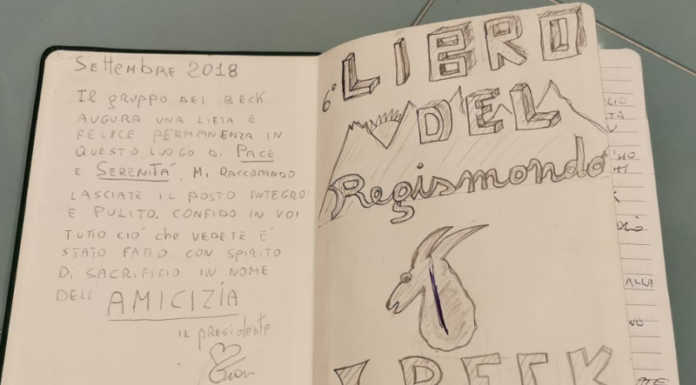 Settembre 2018
Il gruppo dei Beck
augura una lieta e
felice permanenza in
questo luogo di Pace
e Serenità. Mi raccomando
lasciate il posto integro
e pulito. Confido in voi
tutto ciò che vedete è
stato fatto con spirito
di sacrificio in nome
dell'Amicizia
il presidente
6° LIBRO
DEL
Regismondo
I BECK